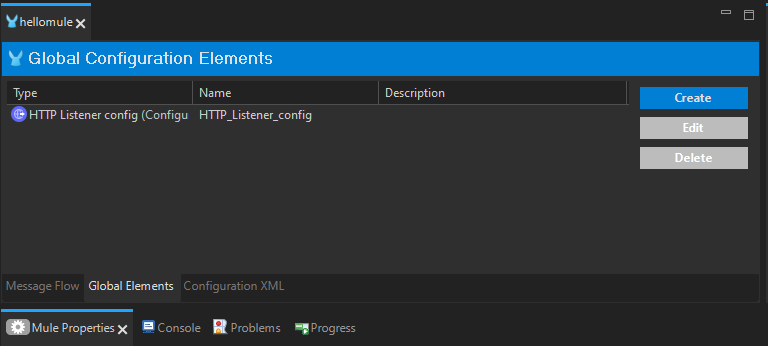 hellomule
Global Configuration Elements
Type Name Description
HTTP Listener config (Configu HTTP_Listener_config
Create
Edit
Delete
Message Flow Global Elements Configuration XML
Mule Properties Console Problems Progress